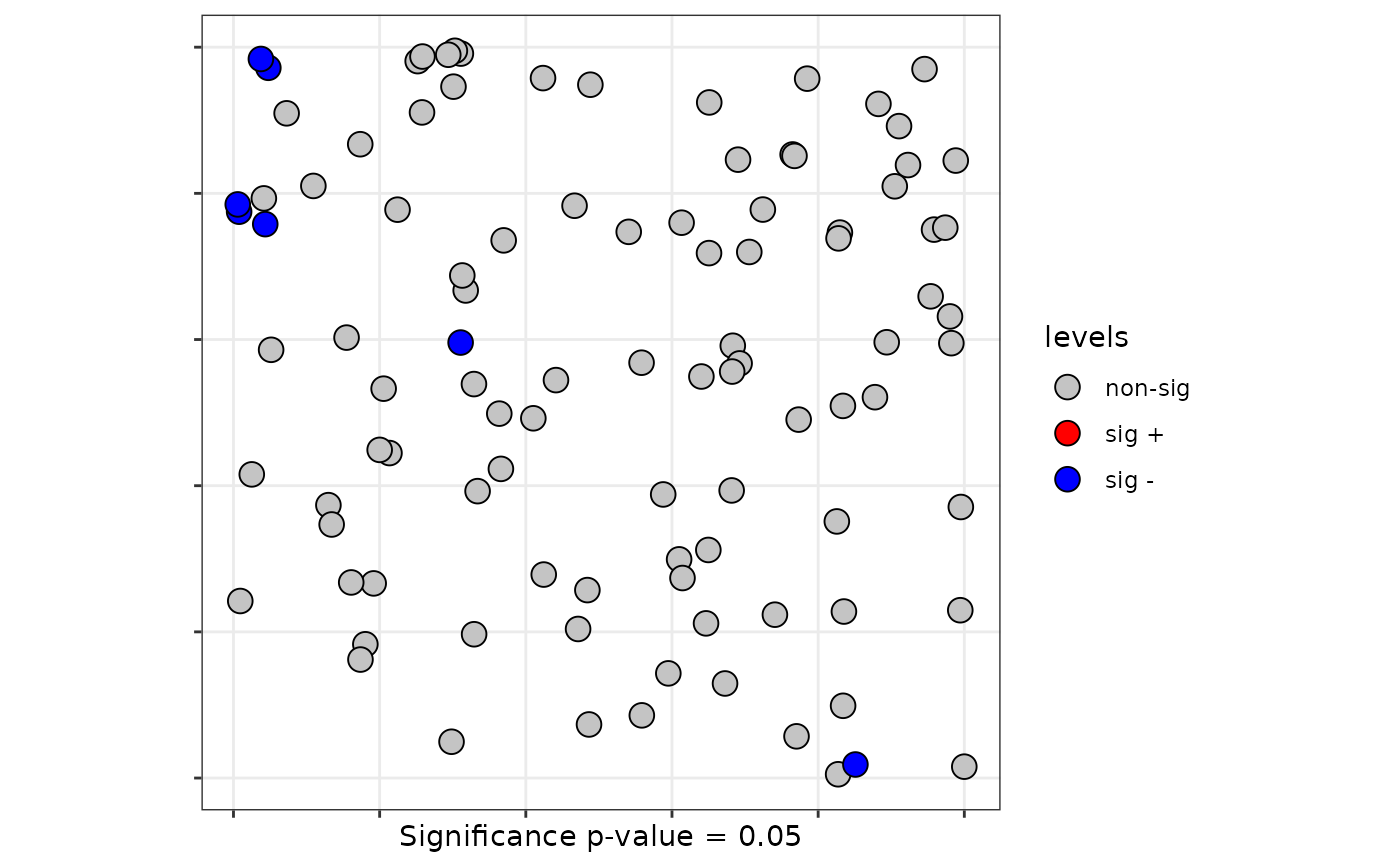 levels
non-sig
sig +
sig -
Significance p-value = 0.05